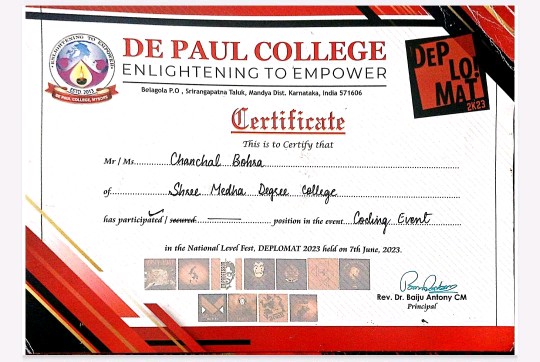 ENLIGHTENING TO EMPOWER
ESTD 2013
DE PAUL COLLEGE, MYSORE
DE PAUL COLLEGE
ENLIGHTENING TO EMPOWER
Belagola P.O , Srirangapatna Taluk, Mandya Dist. Karnataka, India 571606
DEP
LO!
MAT
2K23
Certificate
This is to Certify that
Mr / Ms. Chanchal Bohra
of Shree Medha Degree College
has participated / secured position in the event Coding Event
in the National Level Fest, DEPLOMAT 2023 held on 7th June, 2023.
Rev. Dr. Baiju Antony CM
Principal